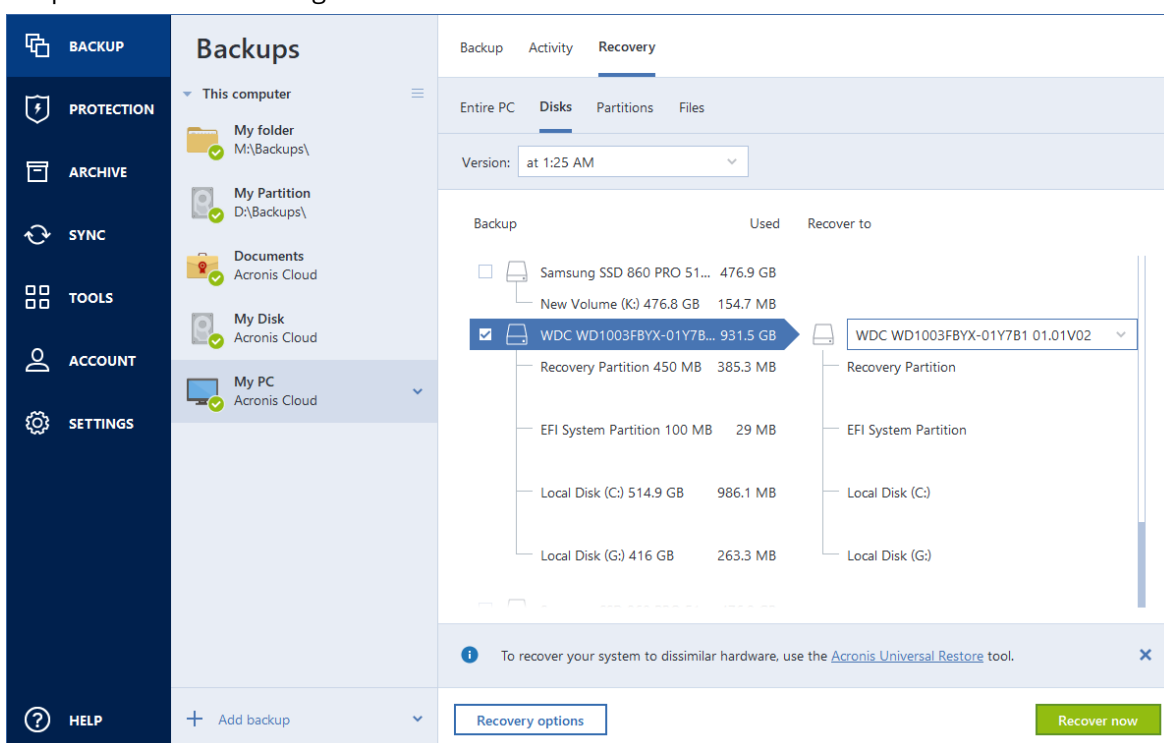 BACKUP
PROTECTION
ARCHIVE
SYNC
TOOLS
ACCOUNT
SETTINGS
HELP
Backups
This computer
My folder
M:\Backups\
My Partition
D:\Backups\
Documents
Acronis Cloud
My Disk
Acronis Cloud
My PC
Acronis Cloud
Add backup
Backup Activity Recovery
Entire PC Disks Partitions Files
Version: at 1:25 AM
Backup Used Recover to
Samsung SSD 860 PRO 51... 476.9 GB
New Volume (K:) 476.8 GB 154.7 MB
WDC WD1003FBYX-01Y7B... 931.5 GB WDC WD1003FBYX-01Y7B1 01.01V02
Recovery Partition 450 MB 385.3 MB Recovery Partition
EFI System Partition 100 MB 29 MB EFI System Partition
Local Disk (C:) 514.9 GB 986.1 MB Local Disk (C:)
Local Disk (G:) 416 GB 263.3 MB Local Disk (G:)
To recover your system to dissimilar hardware, use the Acronis Universal Restore tool.
Recovery options Recover now